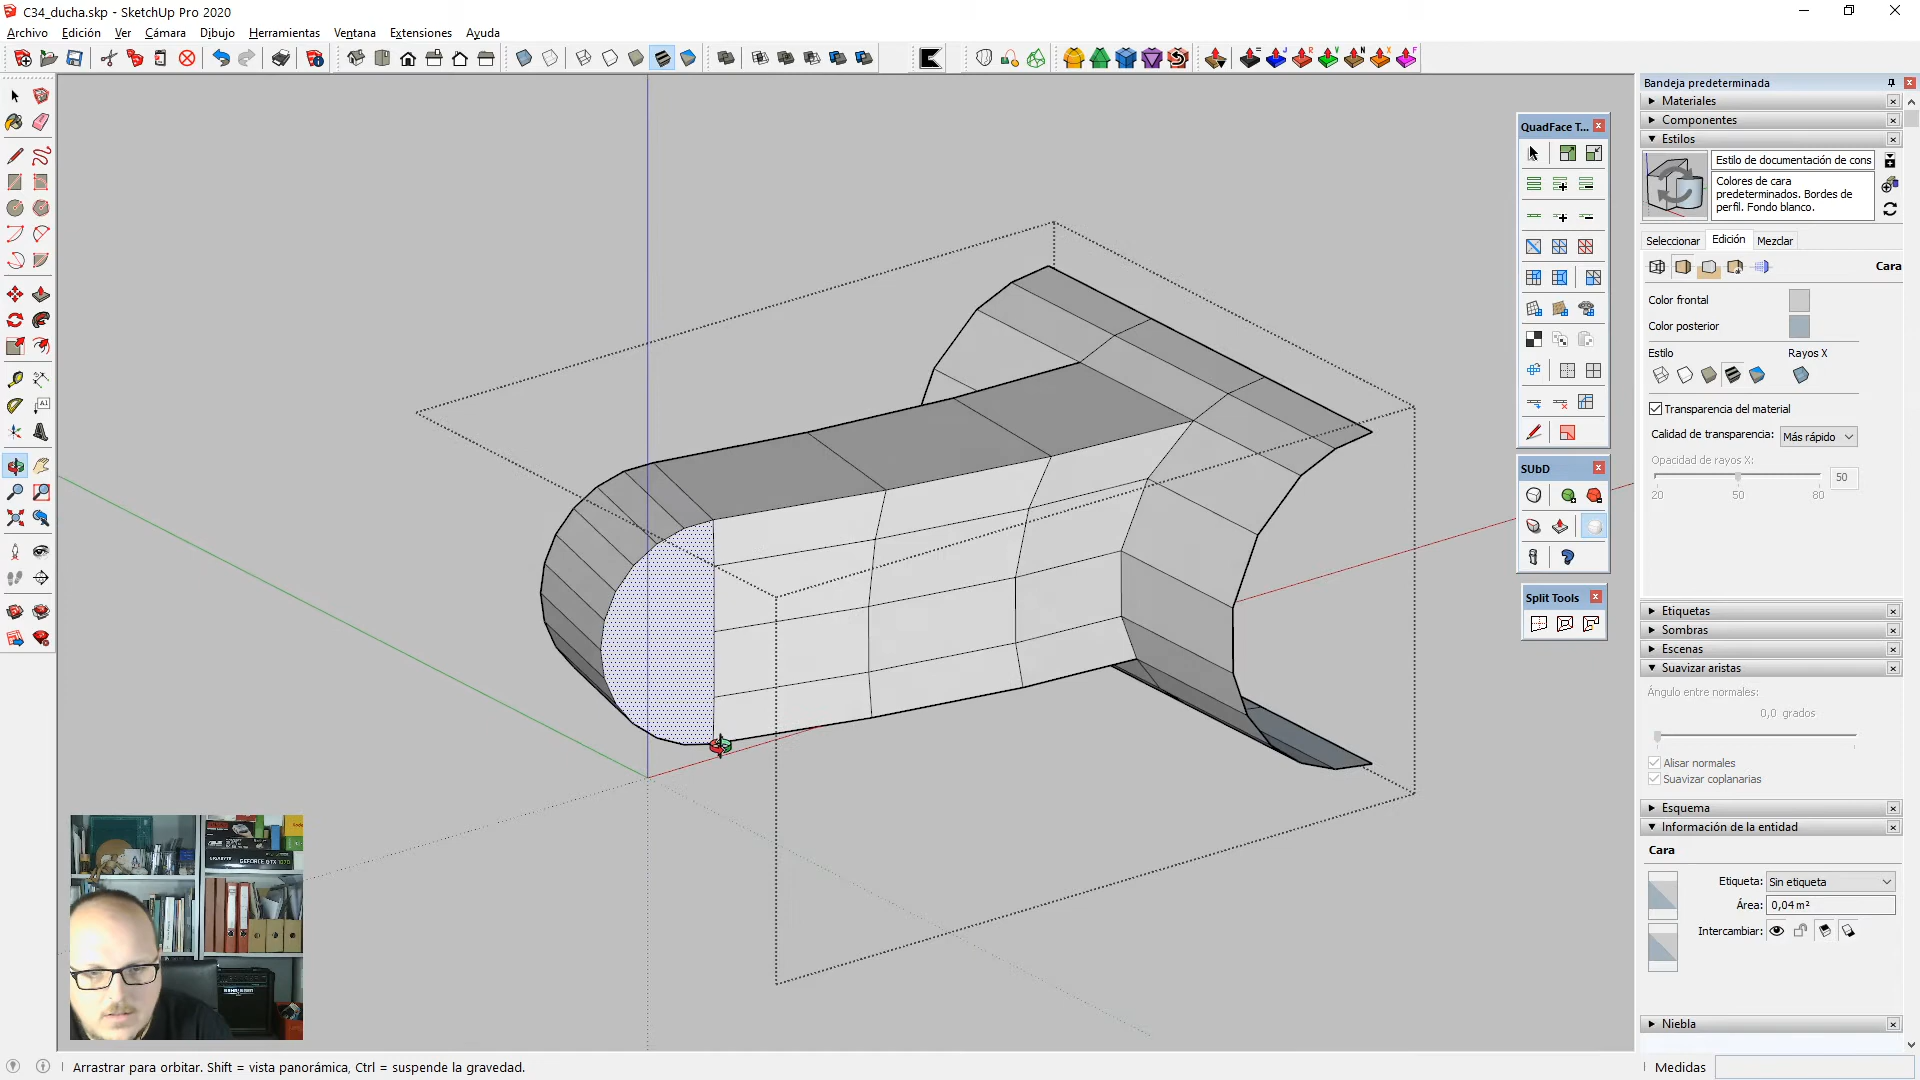 C34_ducha.skp - SketchUp Pro 2020
Archivo Edición Ver Cámara Dibujo Herramientas Ventana Extensiones Ayuda
Bandeja predeterminada
Materiales
Componentes
Estilos
Estilo de documentación de cons
Colores de cara
predeterminados. Bordes de
perfil. Fondo blanco.
Seleccionar Edición Mezclar
Cara
Color frontal
Color posterior
Estilo Rayos X
Transparencia del material
Calidad de transparencia: Más rápido
Opacidad de rayos X:
50
20 50 80
Etiquetas
Sombras
Escenas
Suavizar aristas
Ángulo entre normales:
0,0 grados
Alisar normales
Suavizar coplanarias
Esquema
Información de la entidad
Cara
Etiqueta: Sin etiqueta
Área: 0,04 m²
Intercambiar:
Niebla
QuadFace T...
SUbD
Split Tools
GEFORCE GTX 1070
Arrastrar para orbitar. Shift = vista panorámica, Ctrl = suspende la gravedad.
Medidas